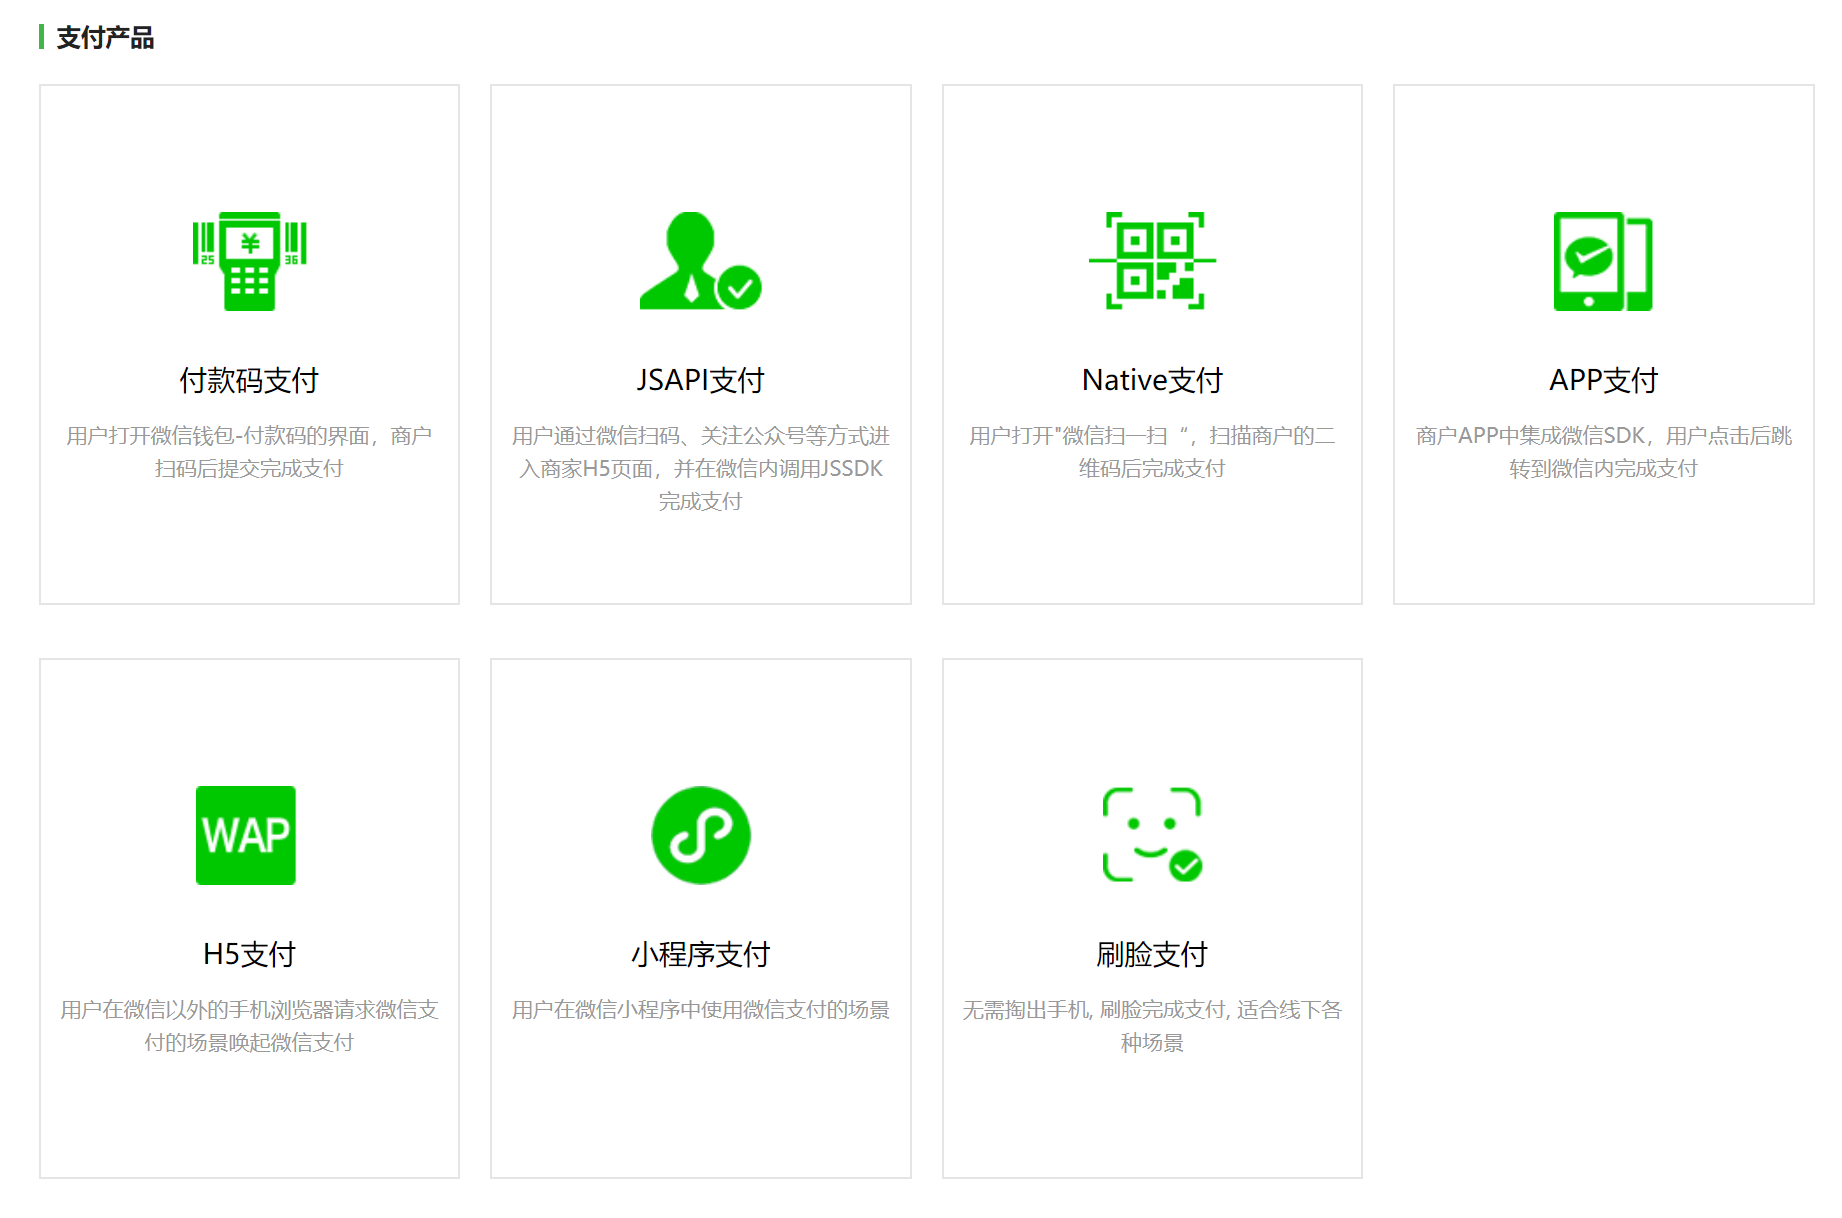 支付产品
25
36
付款码支付
用户打开微信钱包-付款码的界面，商户
扫码后提交完成支付
JSAPI支付
用户通过微信扫码、关注公众号等方式进
入商家H5页面，并在微信内调用JSSDK
完成支付
Native支付
用户打开"微信扫一扫“，扫描商户的二
维码后完成支付
APP支付
商户APP中集成微信SDK，用户点击后跳
转到微信内完成支付
WAP
H5支付
用户在微信以外的手机浏览器请求微信支
付的场景唤起微信支付
小程序支付
用户在微信小程序中使用微信支付的场景
刷脸支付
无需掏出手机, 刷脸完成支付, 适合线下各
种场景